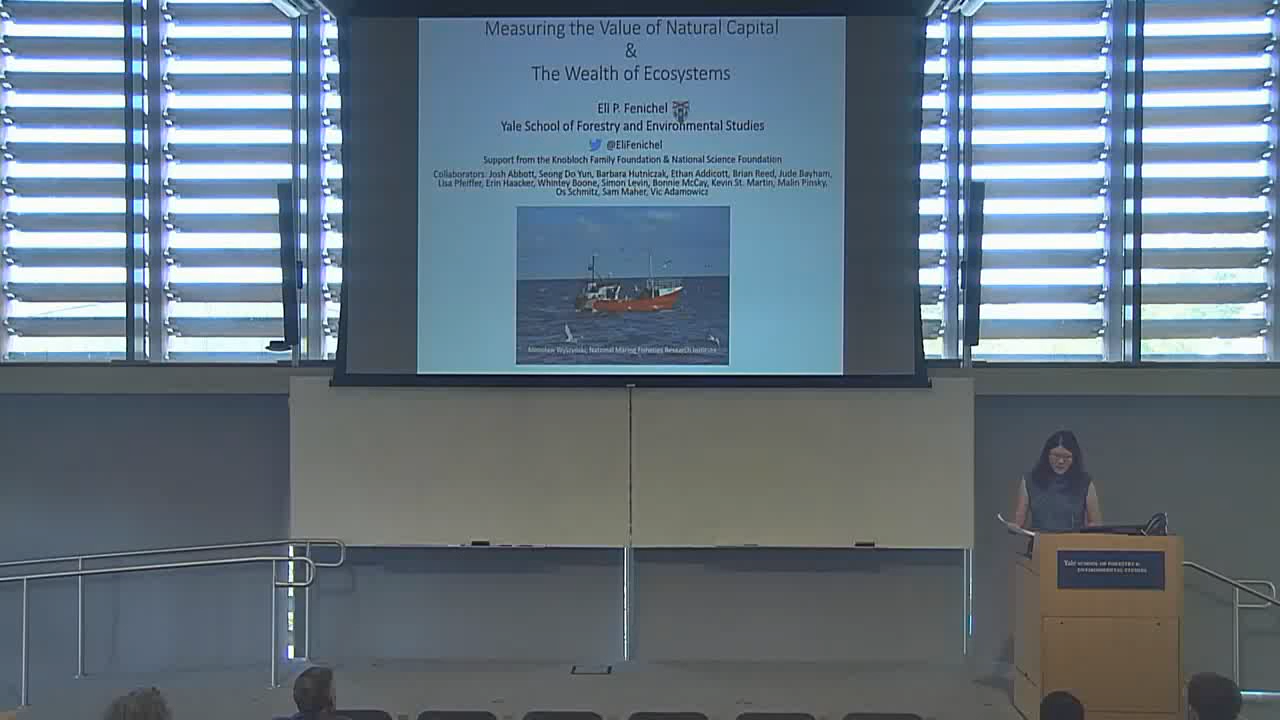 Measuring the Value of Natural Capital
&
The Wealth of Ecosystems
Eli P. Fenichel
Yale School of Forestry and Environmental Studies
@EliFenichel
Support from the Knobloch Family Foundation & National Science Foundation
Collaborators: Josh Abbott, Seong Do Yun, Barbara Hutniczak, Ethan Addicott, Brian Reed, Jude Bayham,
Lisa Pfeiffer, Erin Haacker, Whintey Boone, Simon Levin, Bonnie McCay, Kevin St. Martin, Malin Pinsky,
Os Schmitz, Sam Maher, Vic Adamowicz
Miroslaw Wyszynski, National Marine Fisheries Research Institute
Yale SCHOOL OF FORESTRY &
ENVIRONMENTAL STUDIES